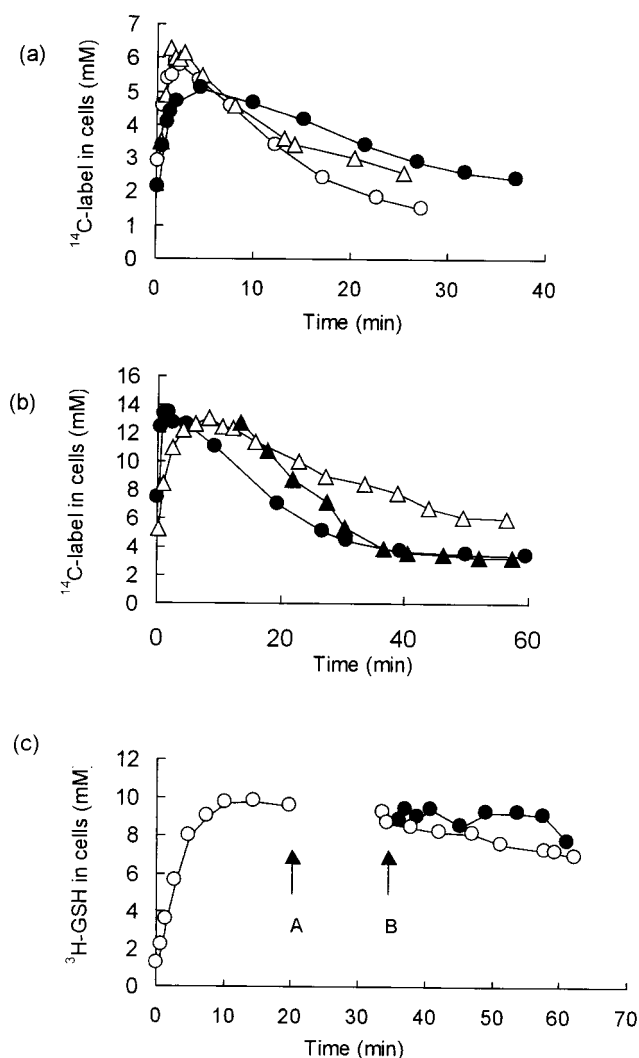 (a)
¹⁴C-label in cells (mM)
7
6
5
4
3
2
1
0
0 10 20 30 40
Time (min)
(b)
¹⁴C-label in cells (mM)
16
14
12
10
8
6
4
2
0
0 20 40 60
Time (min)
(c)
³H-GSH in cells (mM
12
10
8
6
4
2
0
A B
0 10 20 30 40 50 60 70
Time (min)